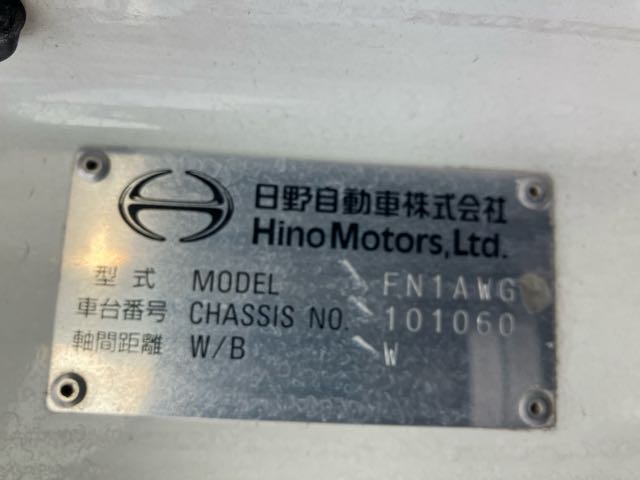 日野自動車株式会社
Hino Motors, Ltd.
型式 MODEL \ FN1AWG
車台番号 CHASSIS NO. \ 101060
軸間距離 W/B \ W